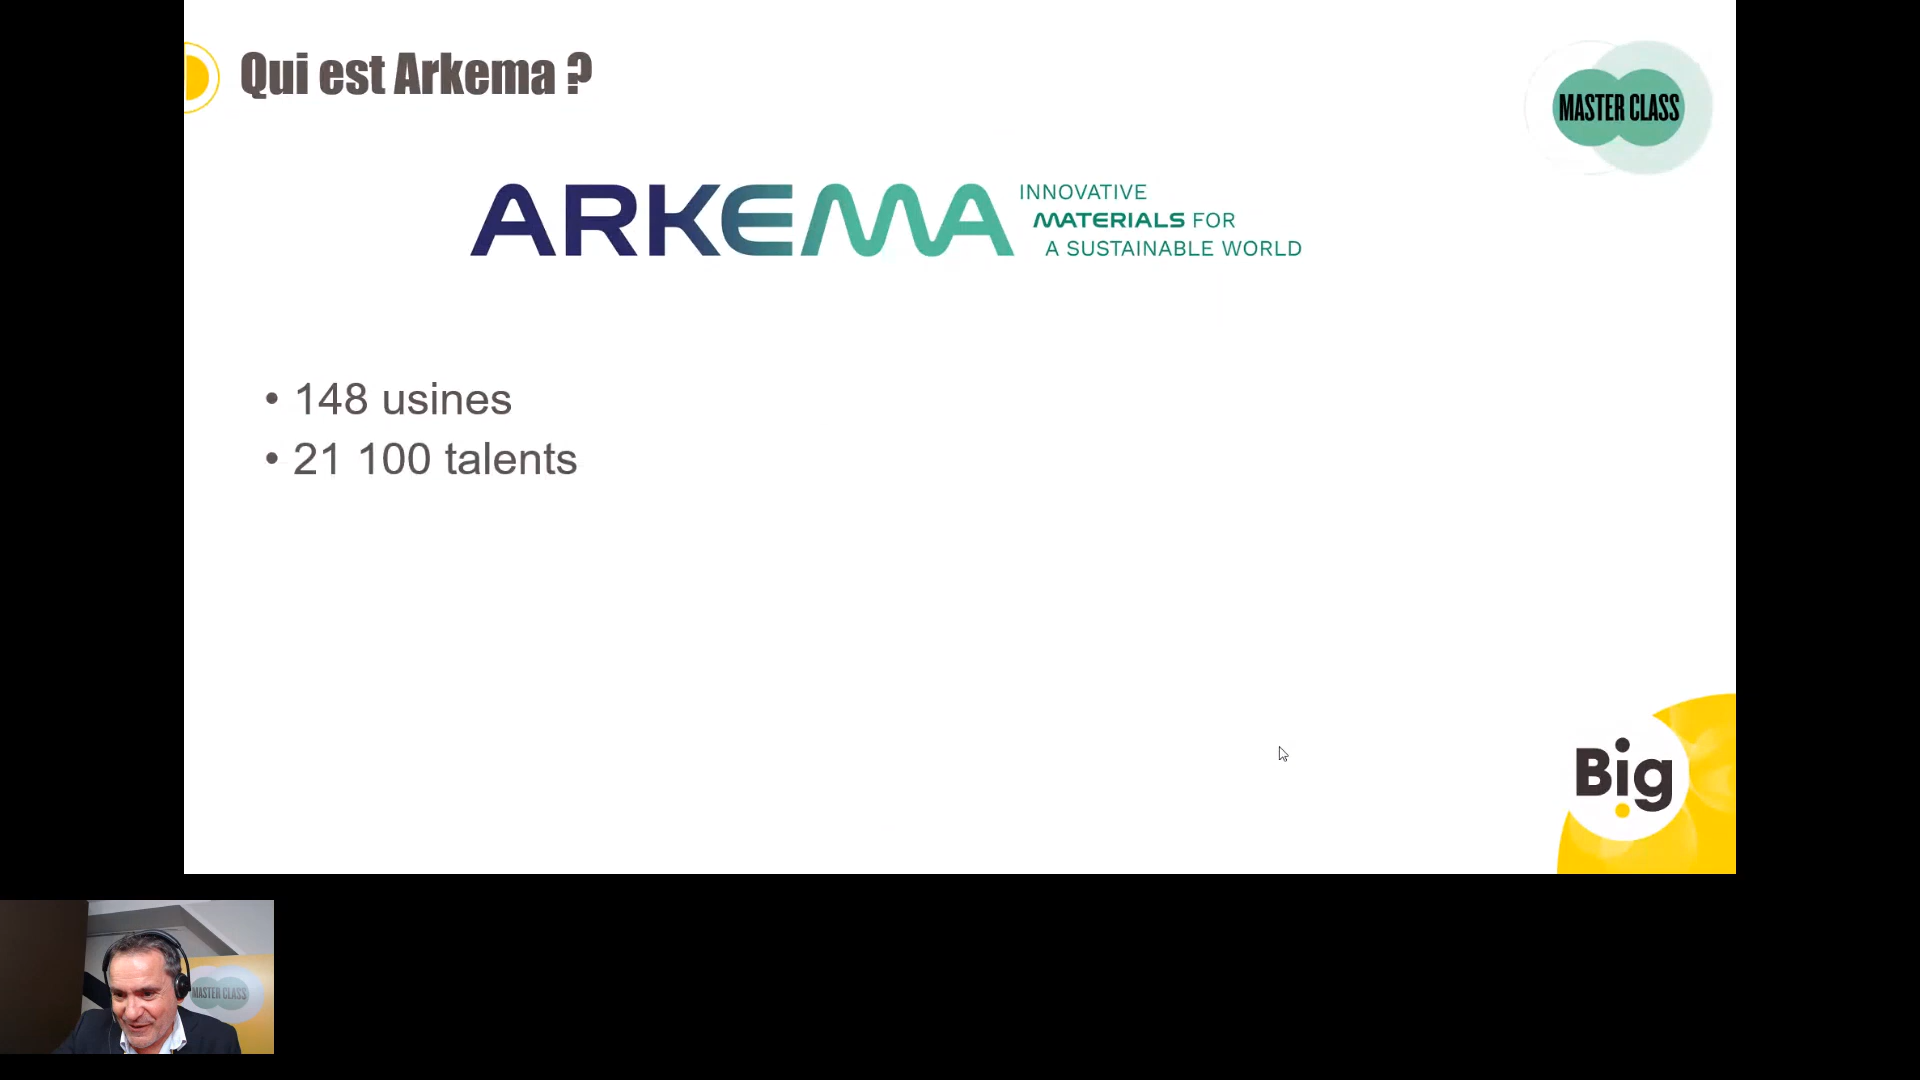 Qui est Arkema ?
MASTER CLASS
ARKEMA
INNOVATIVE
MATERIALS FOR
A SUSTAINABLE WORLD
• 148 usines
• 21 100 talents
Big
MASTER CLASS